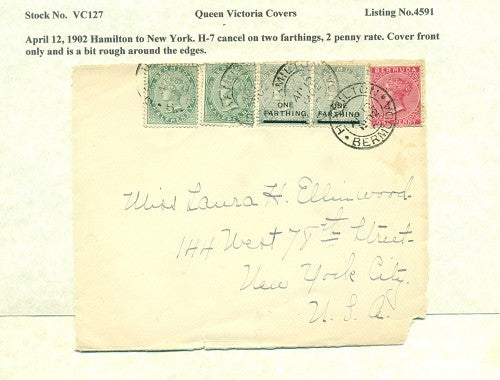 Stock No. VC127 Queen Victoria Covers Listing No.4591
April 12, 1902 Hamilton to New York. H-7 cancel on two farthings, 2 penny rate. Cover front
only and is a bit rough around the edges.
BERMUDA
ONE
FARTHING.
ONE
FARTHING
HAMILTON
BERMUDA
Miss Laura H. Ellinwood
144 West 78th Street
New York City.
U. S. A.